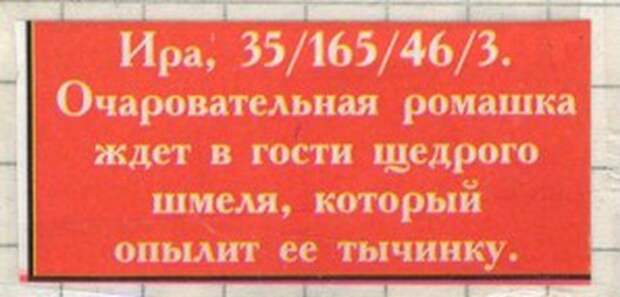 Ира, 35/165/46/3.
Очаровательная ромашка
ждет в гости щедрого
шмеля, который
опылит ее тычинку.